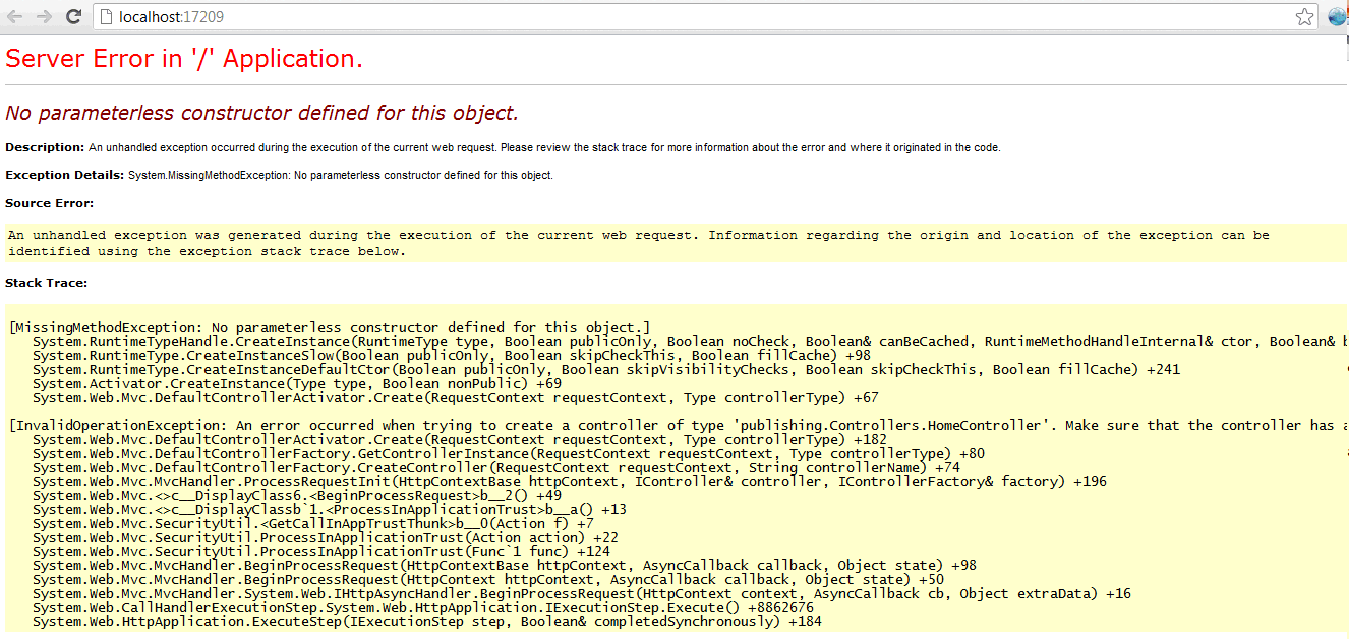 localhost:17209
Server Error in '/' Application.
No parameterless constructor defined for this object.
Description: An unhandled exception occurred during the execution of the current web request. Please review the stack trace for more information about the error and where it originated in the code.
Exception Details: System.MissingMethodException: No parameterless constructor defined for this object.
Source Error:
An unhandled exception was generated during the execution of the current web request. Information regarding the origin and location of the exception can be
identified using the exception stack trace below.
Stack Trace:
[MissingMethodException: No parameterless constructor defined for this object.]
System.RuntimeTypeHandle.CreateInstance(RuntimeType type, Boolean publicOnly, Boolean noCheck, Boolean& canBeCached, RuntimeMethodHandleInternal& ctor, Boolean&
System.RuntimeType.CreateInstanceSlow(Boolean publicOnly, Boolean skipCheckThis, Boolean fillCache) +98
System.RuntimeType.CreateInstanceDefaultCtor(Boolean publicOnly, Boolean skipVisibilityChecks, Boolean skipCheckThis, Boolean fillCache) +241
System.Activator.CreateInstance(Type type, Boolean nonPublic) +69
System.Web.Mvc.DefaultControllerActivator.Create(RequestContext requestContext, Type controllerType) +67
[InvalidOperationException: An error occurred when trying to create a controller of type 'publishing.Controllers.HomeController'. Make sure that the controller has a
System.Web.Mvc.DefaultControllerActivator.Create(RequestContext requestContext, Type controllerType) +182
System.Web.Mvc.DefaultControllerFactory.GetControllerInstance(RequestContext requestContext, Type controllerType) +80
System.Web.Mvc.DefaultControllerFactory.CreateController(RequestContext requestContext, String controllerName) +74
System.Web.Mvc.MvcHandler.ProcessRequestInit(HttpContextBase httpContext, IController& controller, IControllerFactory& factory) +196
System.Web.Mvc.<>c__DisplayClass6.<BeginProcessRequest>b__2() +49
System.Web.Mvc.<>c__DisplayClassb`1.<ProcessInApplicationTrust>b__a() +13
System.Web.Mvc.SecurityUtil.<GetCallInAppTrustThunk>b__0(Action f) +7
System.Web.Mvc.SecurityUtil.ProcessInApplicationTrust(Action action) +22
System.Web.Mvc.SecurityUtil.ProcessInApplicationTrust(Func`1 func) +124
System.Web.Mvc.MvcHandler.BeginProcessRequest(HttpContextBase httpContext, AsyncCallback callback, Object state) +98
System.Web.Mvc.MvcHandler.BeginProcessRequest(HttpContext httpContext, AsyncCallback callback, Object state) +50
System.Web.Mvc.MvcHandler.System.Web.IHttpAsyncHandler.BeginProcessRequest(HttpContext context, AsyncCallback cb, Object extraData) +16
System.Web.CallHandlerExecutionStep.System.Web.HttpApplication.IExecutionStep.Execute() +8862676
System.Web.HttpApplication.ExecuteStep(IExecutionStep step, Boolean& completedSynchronously) +184